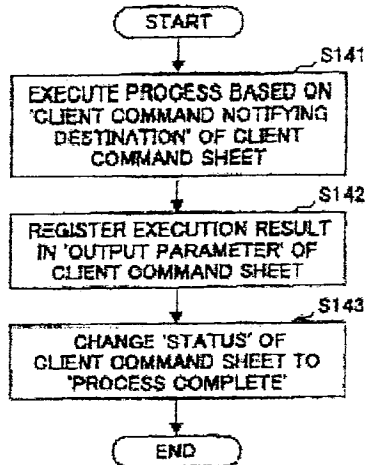 START
S141
EXECUTE PROCESS BASED ON
'CLIENT COMMAND NOTIFYING
DESTINATION' OF CLIENT
COMMAND SHEET
S142
REGISTER EXECUTION RESULT
IN 'OUTPUT PARAMETER' OF
CLIENT COMMAND SHEET
S143
CHANGE 'STATUS' OF
CLIENT COMMAND SHEET TO
'PROCESS COMPLETE'
END